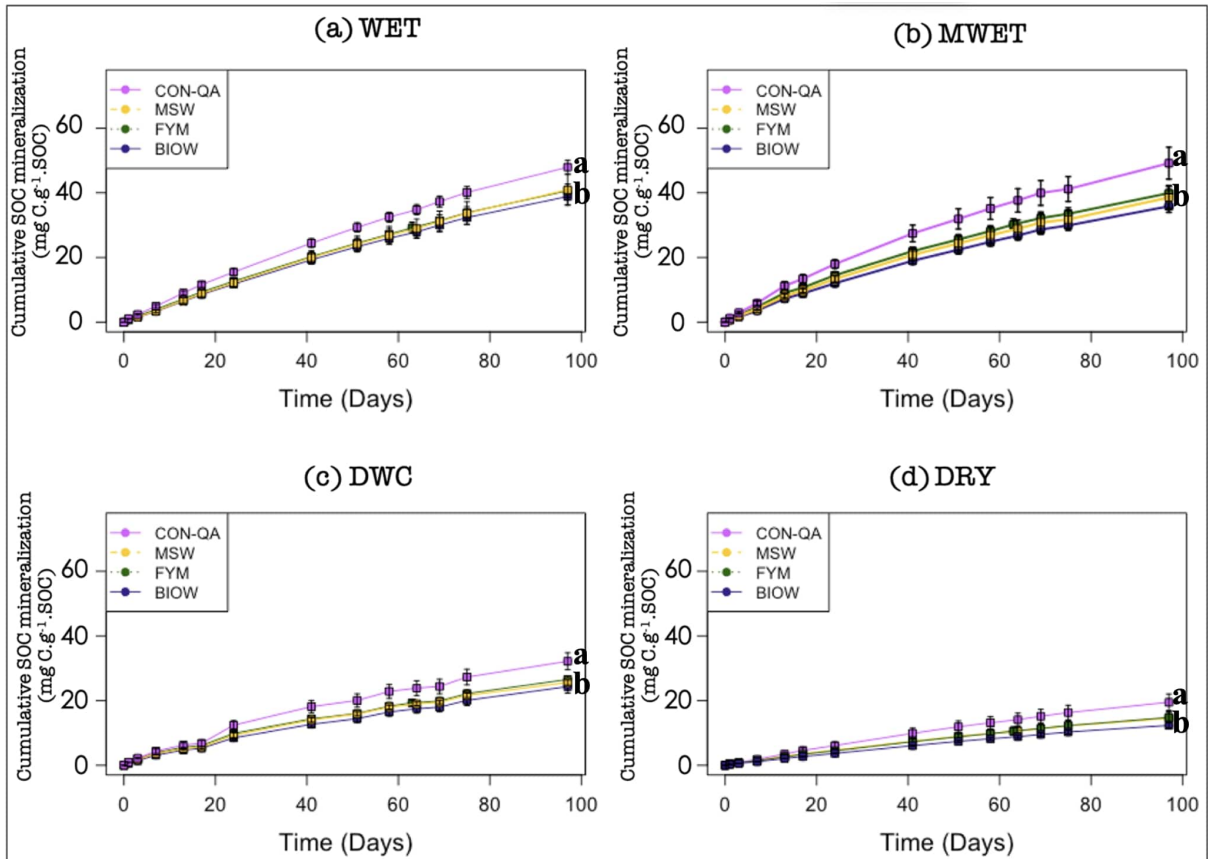 (a) WET
Cumulative SOC mineralization
(mg C.g⁻¹.SOC)
CON-QA
MSW
FYM
BIOW
60
40
20
0
a
b
0 20 40 60 80 100
Time (Days)
(b) MWET
Cumulative SOC mineralization
(mg C.g⁻¹.SOC)
CON-QA
MSW
FYM
BIOW
60
40
20
0
a
b
0 20 40 60 80 100
Time (Days)
(c) DWC
Cumulative SOC mineralization
(mg C.g⁻¹.SOC)
CON-QA
MSW
FYM
BIOW
60
40
20
0
a
b
0 20 40 60 80 100
Time (Days)
(d) DRY
Cumulative SOC mineralization
(mg C.g⁻¹.SOC)
CON-QA
MSW
FYM
BIOW
60
40
20
0
a
b
0 20 40 60 80 100
Time (Days)